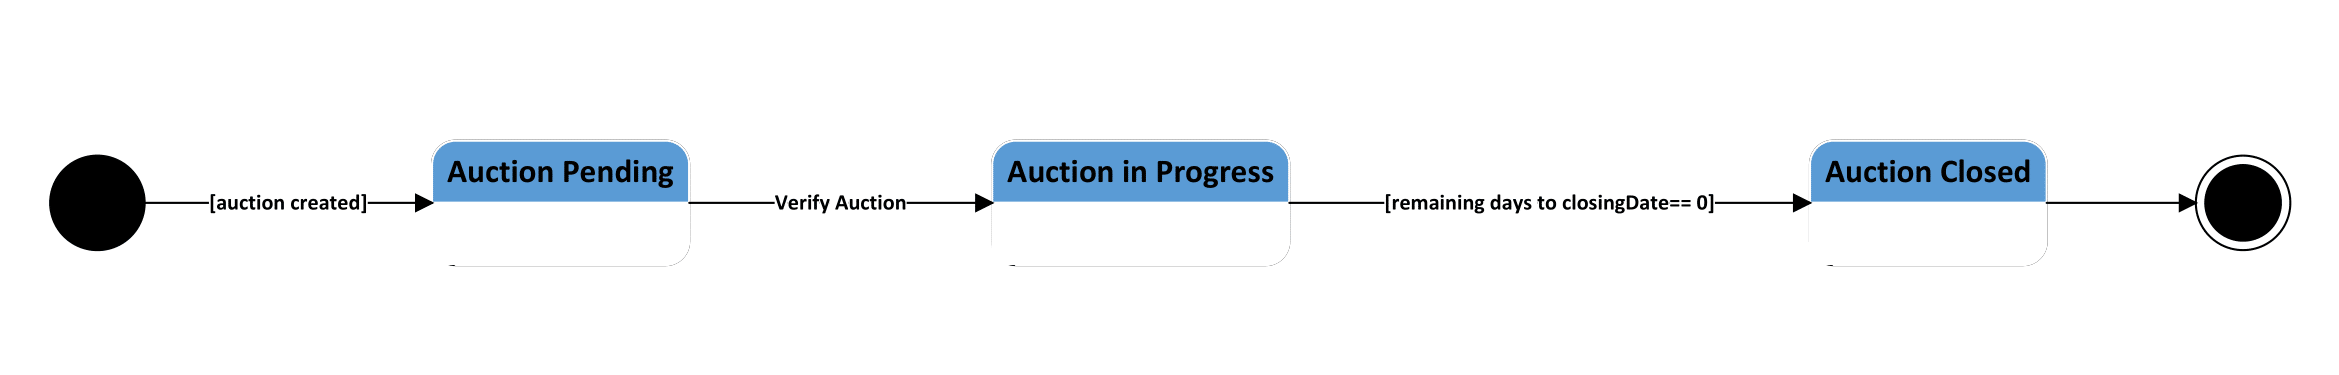 [auction created]
Auction Pending
Verify Auction
Auction in Progress
[remaining days to closingDate== 0]
Auction Closed